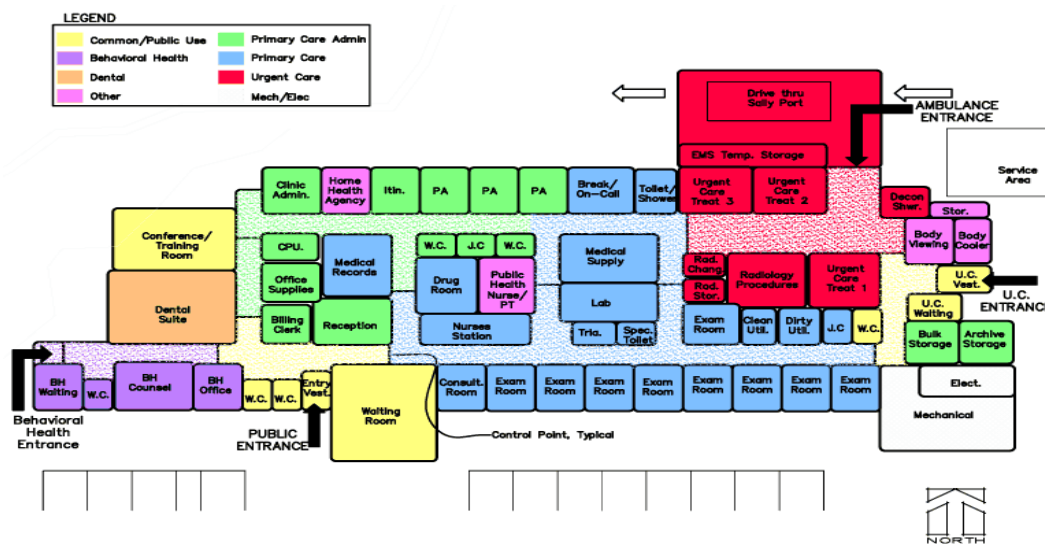 LEGEND
Common/Public Use
Primary Care Admin
Behavioral Health
Primary Care
Dental
Urgent Care
Other
Mech/Elec
Drive thru
Sally Port
AMBULANCE
ENTRANCE
EMS Temp. Storage
Service
Area
Clinic
Admin.
Home
Health
Agency
Itin.
PA
PA
PA
Break/
On-Call
Toilet/
Shower
Urgent
Care
Treat 3
Urgent
Care
Treat 2
Decon
Shwr.
Stor.
Conference/
Training
Room
CPU.
Medical
Records
W.C.
J.C
W.C.
Medical
Supply
Body
Viewing
Body
Cooler
Office
Supplies
Drug
Room
Public
Health
Nurse/
PT
Rad.
Chang.
Radiology
Procedures
Urgent
Care
Treat 1
U.C.
Vest.
U.C.
ENTRANCE
Rad.
Stor.
Lab
Dental
Suite
Billing
Clerk
Reception
Nurses
Station
Tria.
Spec.
Toilet
Exam
Room
Clean
Util.
Dirty
Util.
J.C
W.C.
U.C.
Waiting
Bulk
Storage
Archive
Storage
BH
Waiting
W.C.
BH
Counsel
BH
Office
W.C.
W.C.
Entry
Vest.
Waiting
Room
Consult.
Room
Exam
Room
Exam
Room
Exam
Room
Exam
Room
Exam
Room
Exam
Room
Exam
Room
Exam
Room
Elect.
Mechanical
Behavioral
Health
Entrance
PUBLIC
ENTRANCE
Control Point, Typical
NORTH